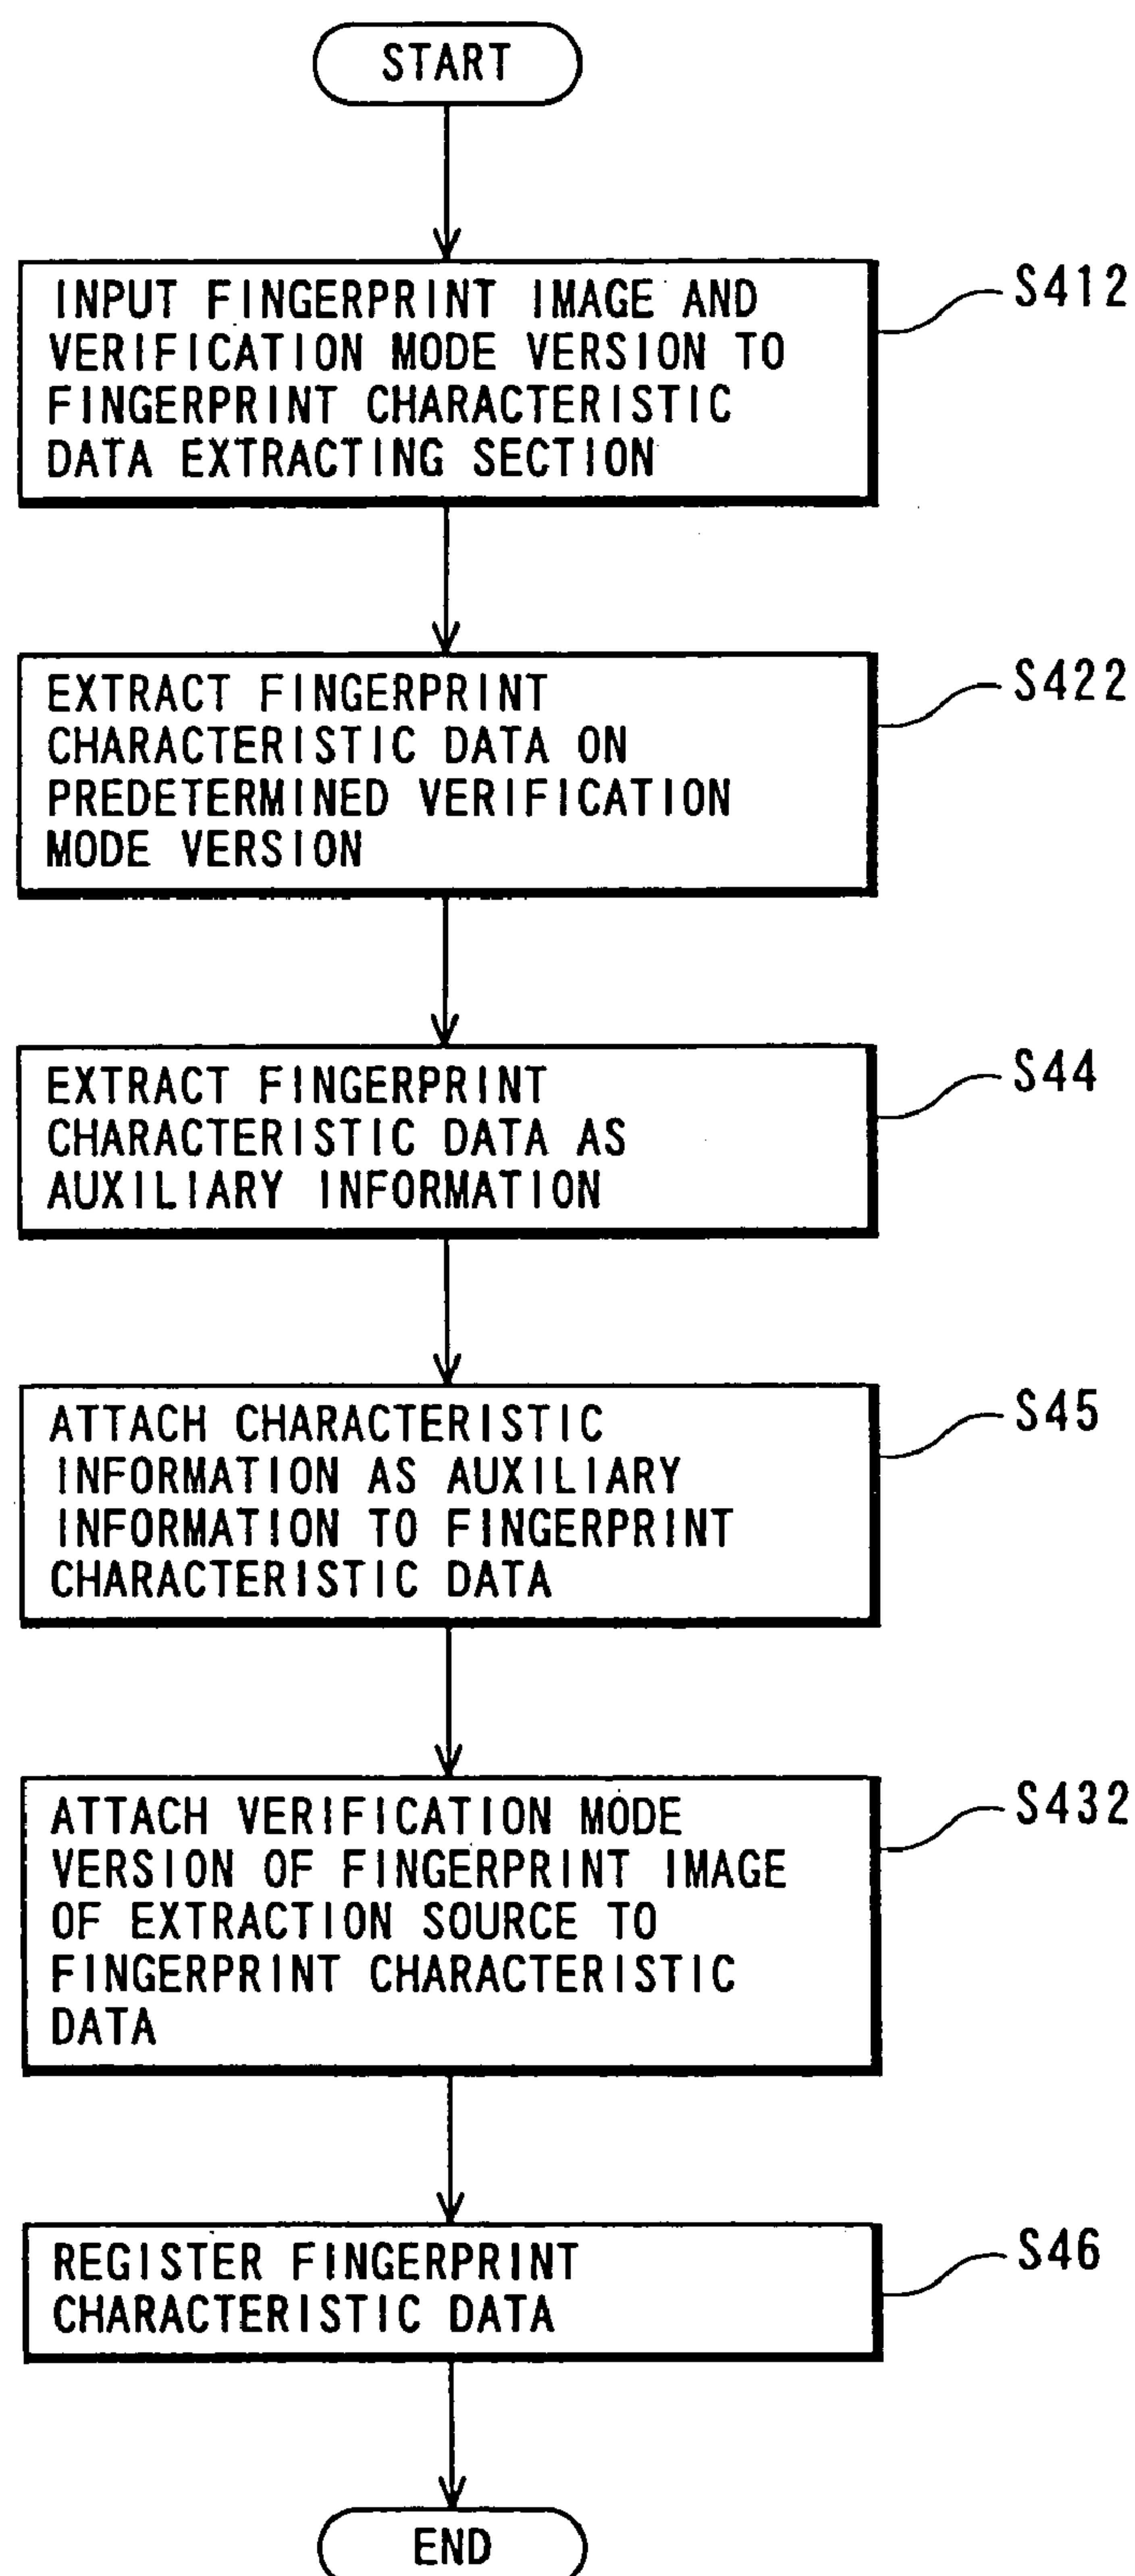 START
INPUT FINGERPRINT IMAGE AND
VERIFICATION MODE VERSION TO
FINGERPRINT CHARACTERISTIC
DATA EXTRACTING SECTION
S412
EXTRACT FINGERPRINT
CHARACTERISTIC DATA ON
PREDETERMINED VERIFICATION
MODE VERSION
S422
EXTRACT FINGERPRINT
CHARACTERISTIC DATA AS
AUXILIARY INFORMATION
S44
ATTACH CHARACTERISTIC
INFORMATION AS AUXILIARY
INFORMATION TO FINGERPRINT
CHARACTERISTIC DATA
S45
ATTACH VERIFICATION MODE
VERSION OF FINGERPRINT IMAGE
OF EXTRACTION SOURCE TO
FINGERPRINT CHARACTERISTIC
DATA
S432
REGISTER FINGERPRINT
CHARACTERISTIC DATA
S46
END